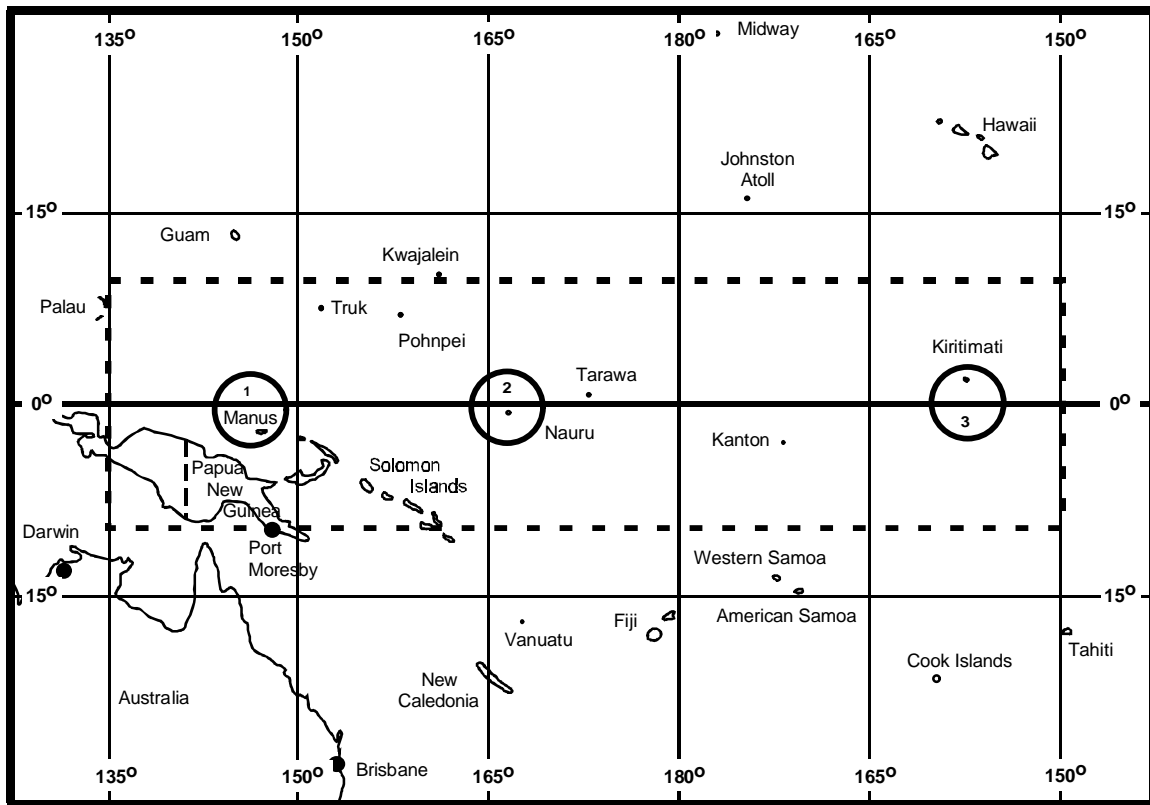 135° 150° 165° 180° 165° 150°
Midway
Hawaii
Johnston
Atoll
15° 15°
Guam
Kwajalein
Palau
Truk
Pohnpei
Kiritimati
Tarawa
1
2
Manus
0° 0°
3
Nauru
Kanton
Papua
New
Guinea
Solomon
Islands
Darwin
Port
Moresby
Western Samoa
15° 15°
American Samoa
Fiji
Vanuatu
Tahiti
Cook Islands
New
Caledonia
Australia
Brisbane
135° 150° 165° 180° 165° 150°